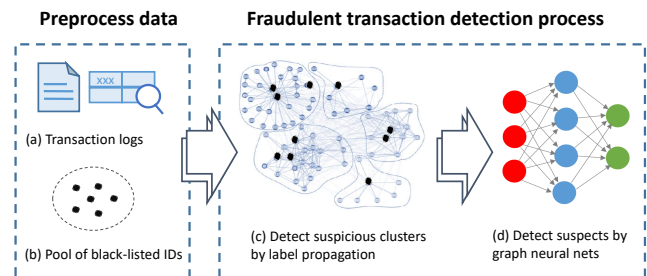 Preprocess data
Fraudulent transaction detection process
xxx
(a) Transaction logs
(b) Pool of black-listed IDs
(c) Detect suspicious clusters
by label propagation
(d) Detect suspects by
graph neural nets